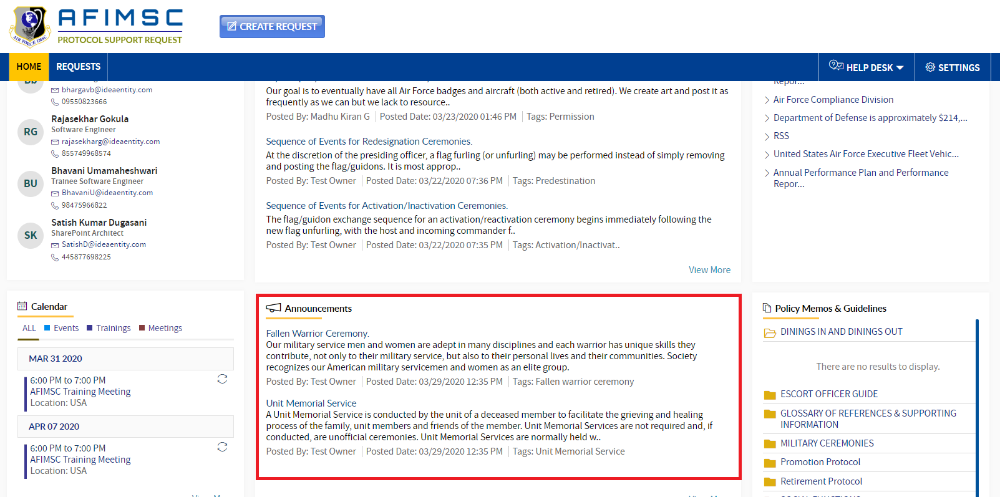 AFIMSC
PROTOCOL SUPPORT REQUEST
AIR FORCE IMSC
CREATE REQUEST
HOME
REQUESTS
HELP DESK
SETTINGS
bhargavb@ideaentity.com
09550823666
RG
Rajasekhar Gokula
Software Engineer
rajasekharg@ideaentity.com
855749968574
BU
Bhavani Umamaheshwari
Trainee Software Engineer
BhavaniU@ideaentity.com
98475966822
SK
Satish Kumar Dugasani
SharePoint Architect
SatishD@ideaentity.com
445877698225
Calendar
ALL Events Trainings Meetings
MAR 31 2020
6:00 PM to 7:00 PM
AFIMSC Training Meeting
Location: USA
APR 07 2020
6:00 PM to 7:00 PM
AFIMSC Training Meeting
Location: USA
Our goal is to eventually have all Air Force badges and aircraft (both active and retired). We create art and post it as
frequently as we can but we lack to resource..
Posted By: Madhu Kiran G Posted Date: 03/23/2020 01:46 PM Tags: Permission
Sequence of Events for Redesignation Ceremonies.
At the discretion of the presiding officer, a flag furling (or unfurling) may be performed instead of simply removing
and posting the flag/guidons. It is most approp..
Posted By: Test Owner Posted Date: 03/22/2020 07:36 PM Tags: Predestination
Sequence of Events for Activation/Inactivation Ceremonies.
The flag/guidon exchange sequence for an activation/reactivation ceremony begins immediately following the
new flag unfurling, with the host and incoming commander f..
Posted By: Test Owner Posted Date: 03/22/2020 07:35 PM Tags: Activation/Inactivat..
View More
Announcements
Fallen Warrior Ceremony.
Our military service men and women are adept in many disciplines and each warrior has unique skills they
contribute, not only to their military service, but also to their personal lives and their communities. Society
recognizes our American military servicemen and women as an elite group.
Posted By: Test Owner Posted Date: 03/29/2020 12:35 PM Tags: Fallen warrior ceremony
Unit Memorial Service
A Unit Memorial Service is conducted by the unit of a deceased member to facilitate the grieving and healing
process of the family, unit members and friends of the member. Unit Memorial Services are not required and, if
conducted, are unofficial ceremonies. Unit Memorial Services are normally held w..
Posted By: Test Owner Posted Date: 03/29/2020 12:35 PM Tags: Unit Memorial Service
Repor...
Air Force Compliance Division
Department of Defense is approximately $214,...
RSS
United States Air Force Executive Fleet Vehic...
Annual Performance Plan and Performance
Repor...
Policy Memos & Guidelines
DININGS IN AND DININGS OUT
There are no results to display.
ESCORT OFFICER GUIDE
GLOSSARY OF REFERENCES & SUPPORTING
INFORMATION
MILITARY CEREMONIES
Promotion Protocol
Retirement Protocol